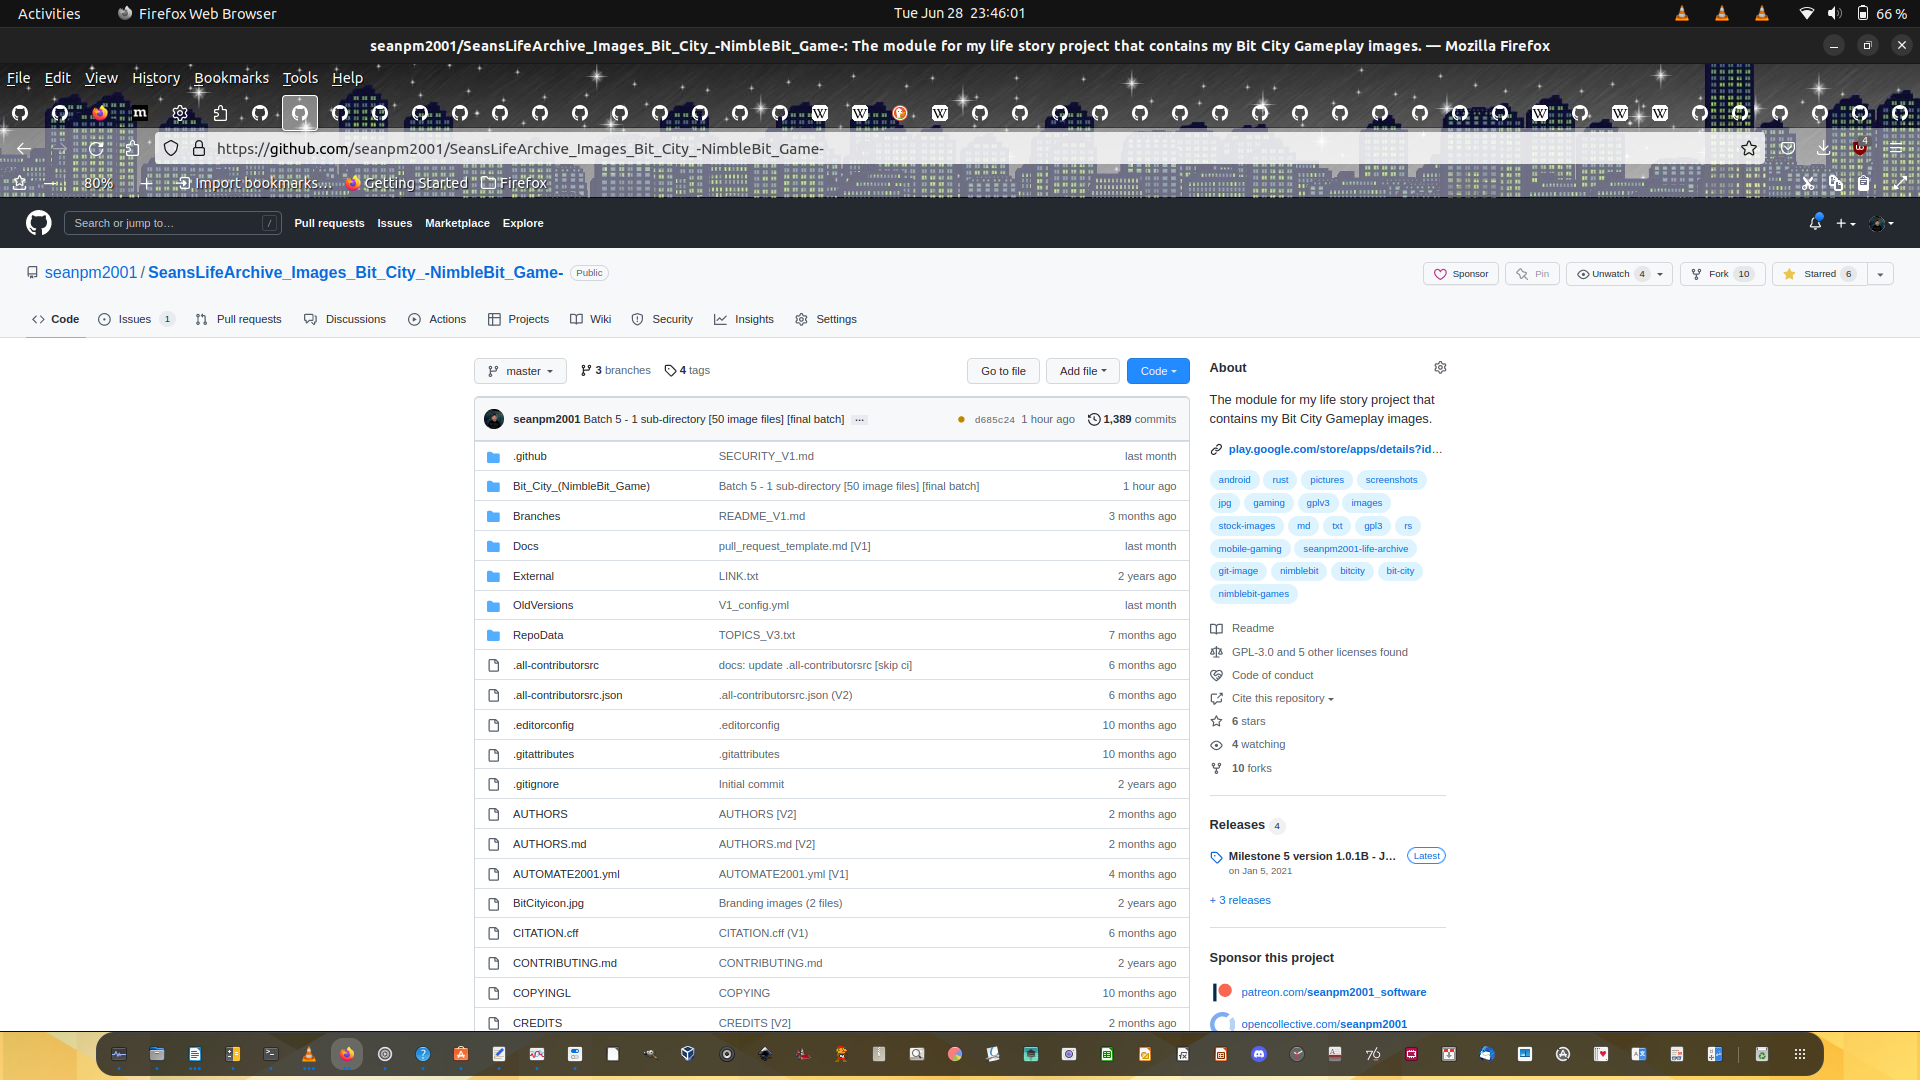 Activities
Firefox Web Browser
Tue Jun 28 23:46:01
66 %
seanpm2001/SeansLifeArchive_Images_Bit_City_-NimbleBit_Game-: The module for my life story project that contains my Bit City Gameplay images. — Mozilla Firefox
File Edit View History Bookmarks Tools Help
https://github.com/seanpm2001/SeansLifeArchive_Images_Bit_City_-NimbleBit_Game-
80%
Import bookmarks...
Getting Started
Firefox
Search or jump to...
/
Pull requests Issues Marketplace Explore
seanpm2001 / SeansLifeArchive_Images_Bit_City_-NimbleBit_Game-
Public
Sponsor
Pin
Unwatch 4
Fork 10
Starred 6
Code
Issues 1
Pull requests
Discussions
Actions
Projects
Wiki
Security
Insights
Settings
master
3 branches
4 tags
Go to file
Add file
Code
seanpm2001 Batch 5 - 1 sub-directory [50 image files] [final batch] ...
d685c24 1 hour ago
1,389 commits
.github SECURITY_V1.md last month
Bit_City_(NimbleBit_Game) Batch 5 - 1 sub-directory [50 image files] [final batch] 1 hour ago
Branches README_V1.md 3 months ago
Docs pull_request_template.md [V1] last month
External LINK.txt 2 years ago
OldVersions V1_config.yml last month
RepoData TOPICS_V3.txt 7 months ago
.all-contributorsrc docs: update .all-contributorsrc [skip ci] 6 months ago
.all-contributorsrc.json .all-contributorsrc.json (V2) 6 months ago
.editorconfig .editorconfig 10 months ago
.gitattributes .gitattributes 10 months ago
.gitignore Initial commit 2 years ago
AUTHORS AUTHORS [V2] 2 months ago
AUTHORS.md AUTHORS.md [V2] 2 months ago
AUTOMATE2001.yml AUTOMATE2001.yml [V1] 4 months ago
BitCityicon.jpg Branding images (2 files) 2 years ago
CITATION.cff CITATION.cff (V1) 6 months ago
CONTRIBUTING.md CONTRIBUTING.md 2 years ago
COPYINGL COPYING 10 months ago
CREDITS CREDITS [V2] 2 months ago
About
The module for my life story project that
contains my Bit City Gameplay images.
play.google.com/store/apps/details?id...
android rust pictures screenshots
jpg gaming gplv3 images
stock-images md txt gpl3 rs
mobile-gaming seanpm2001-life-archive
git-image nimblebit bitcity bit-city
nimblebit-games
Readme
GPL-3.0 and 5 other licenses found
Code of conduct
Cite this repository
6 stars
4 watching
10 forks
Releases 4
Milestone 5 version 1.0.1B - J... Latest
on Jan 5, 2021
+ 3 releases
Sponsor this project
patreon.com/seanpm2001_software
opencollective.com/seanpm2001